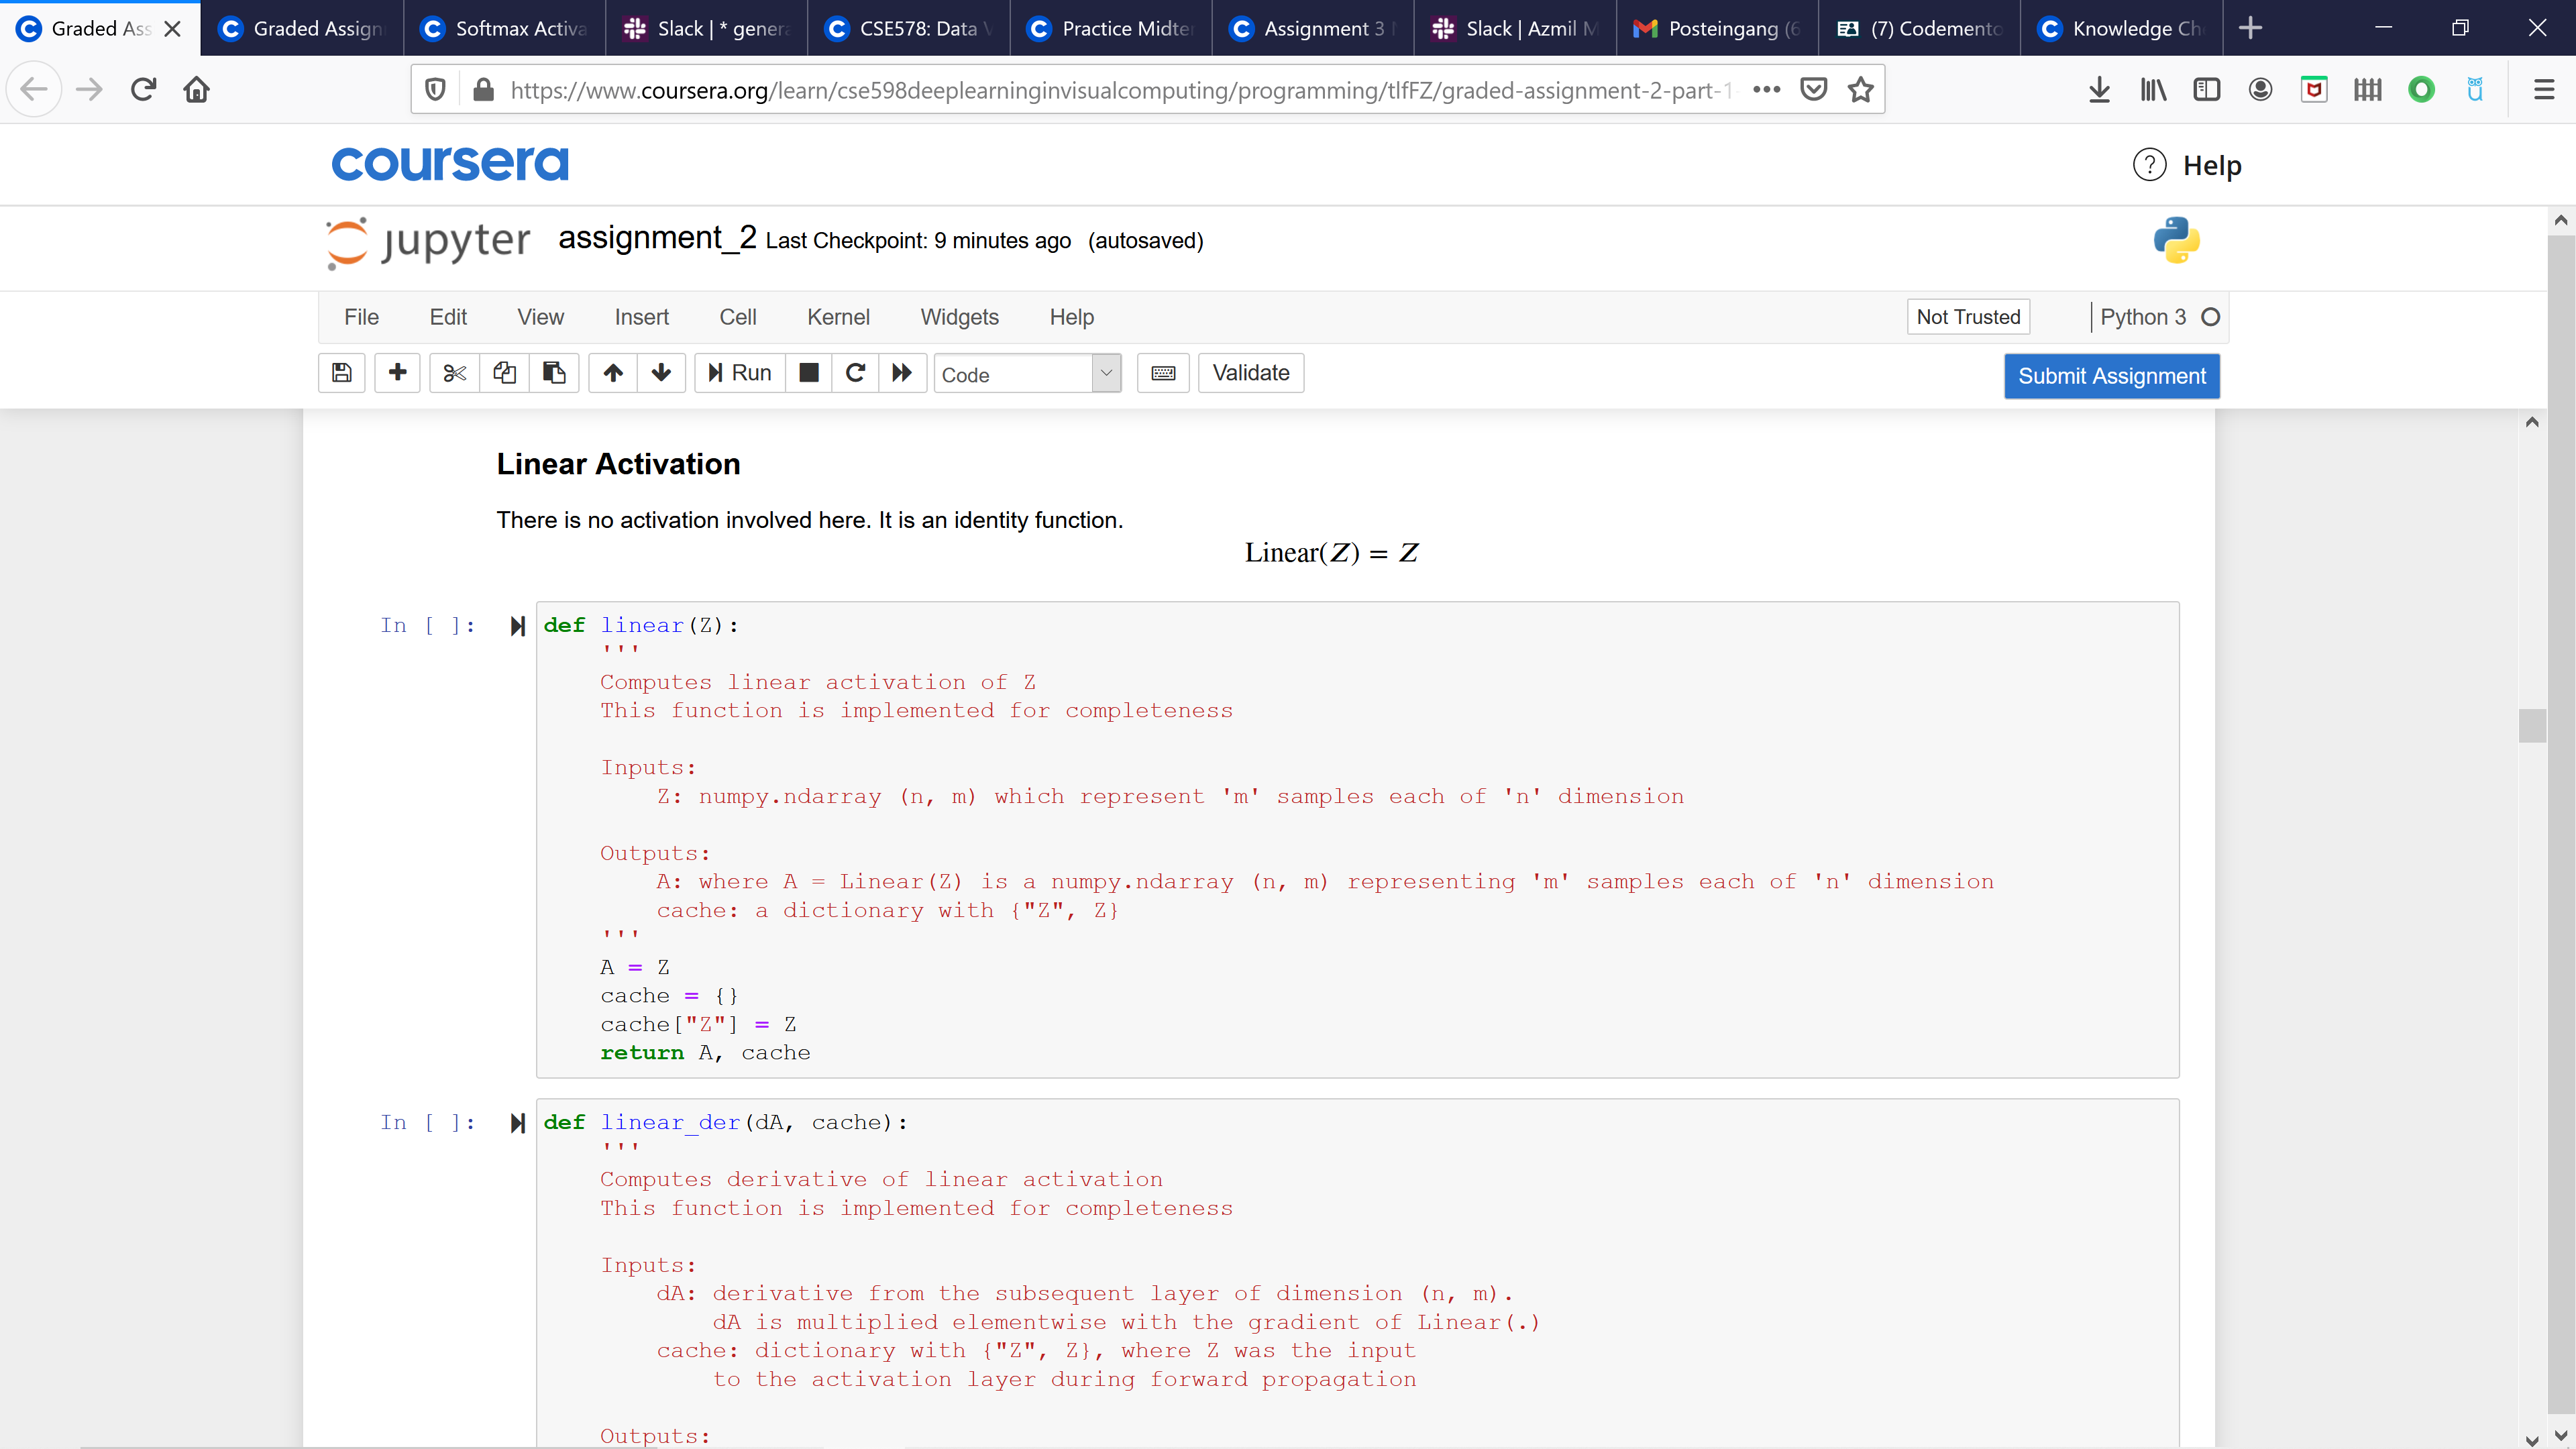 Graded Ass
Graded Assign
Softmax Activa
Slack | * genera
CSE578: Data V
Practice Midter
Assignment 3
Slack | Azmil M
Posteingang (6
(7) Codemento
Knowledge Ch
https://www.coursera.org/learn/cse598deeplearninginvisualcomputing/programming/tlfFZ/graded-assignment-2-part-1-
coursera
? Help
jupyter assignment_2 Last Checkpoint: 9 minutes ago (autosaved)
File Edit View Insert Cell Kernel Widgets Help Not Trusted Python 3
Run Code Validate Submit Assignment
Linear Activation
There is no activation involved here. It is an identity function.
Linear(Z) = Z
In [ ]: def linear(Z):
'''
Computes linear activation of Z
This function is implemented for completeness
Inputs:
Z: numpy.ndarray (n, m) which represent 'm' samples each of 'n' dimension
Outputs:
A: where A = Linear(Z) is a numpy.ndarray (n, m) representing 'm' samples each of 'n' dimension
cache: a dictionary with {"Z", Z}
'''
A = Z
cache = {}
cache["Z"] = Z
return A, cache
In [ ]: def linear_der(dA, cache):
'''
Computes derivative of linear activation
This function is implemented for completeness
Inputs:
dA: derivative from the subsequent layer of dimension (n, m).
dA is multiplied elementwise with the gradient of Linear(.)
cache: dictionary with {"Z", Z}, where Z was the input
to the activation layer during forward propagation
Outputs: